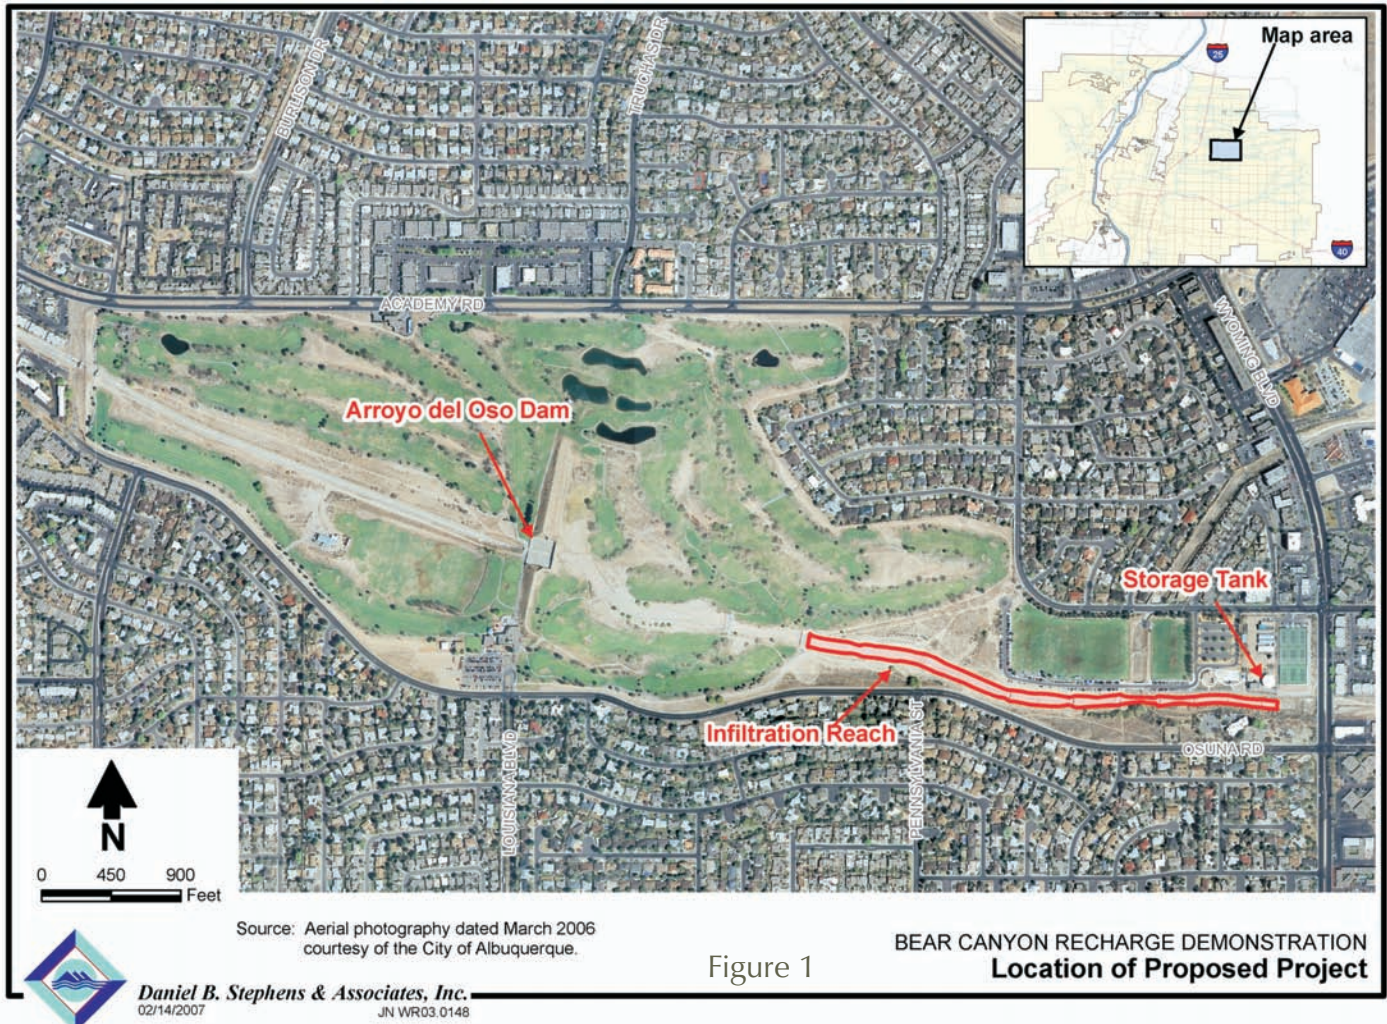 Map area
25
40
BURLISON DR
TRUCHAS DR
ACADEMY RD
WYOMING BLVD
Arroyo del Oso Dam
Storage Tank
Infiltration Reach
OSUNA RD
LOUISIANA BLVD
PENNSYLVANIA ST
N
0 450 900
Feet
Source: Aerial photography dated March 2006
courtesy of the City of Albuquerque.
Figure 1
BEAR CANYON RECHARGE DEMONSTRATION
Location of Proposed Project
Daniel B. Stephens & Associates, Inc.
02/14/2007
JN WR03.0148